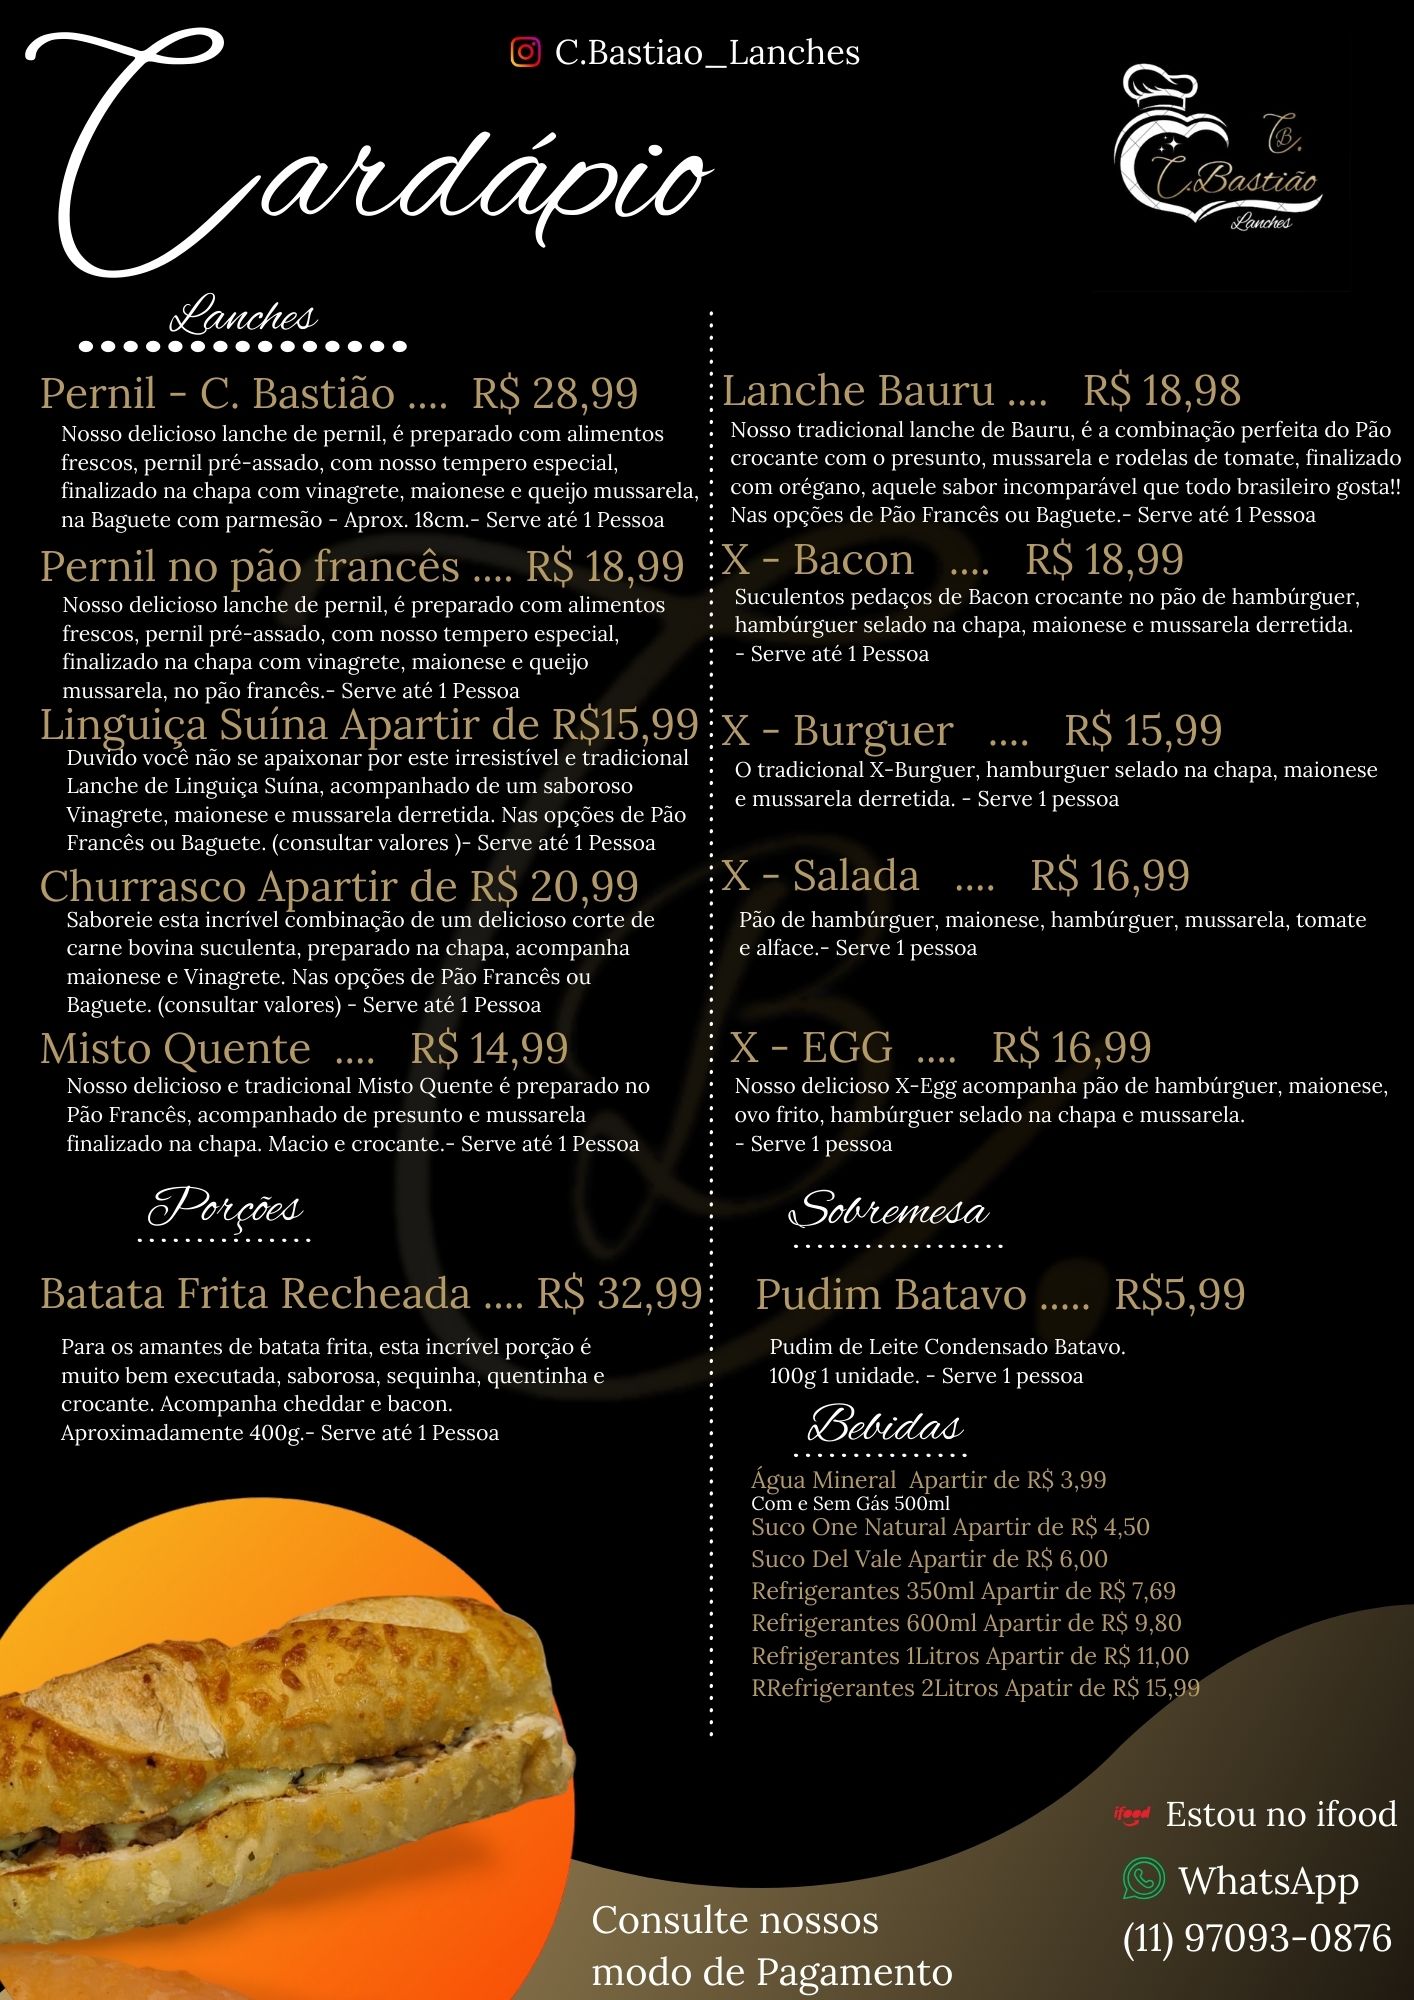 C.Bastiao_Lanches
Cardápio
C.B.
C.Bastião
Lanches
Lanches
Pernil - C. Bastião .... R$ 28,99
Nosso delicioso lanche de pernil, é preparado com alimentos
frescos, pernil pré-assado, com nosso tempero especial,
finalizado na chapa com vinagrete, maionese e queijo mussarela,
na Baguete com parmesão - Aprox. 18cm.- Serve até 1 Pessoa
Pernil no pão francês .... R$ 18,99
Nosso delicioso lanche de pernil, é preparado com alimentos
frescos, pernil pré-assado, com nosso tempero especial,
finalizado na chapa com vinagrete, maionese e queijo
mussarela, no pão francês.- Serve até 1 Pessoa
Linguiça Suína Apartir de R$15,99
Duvido você não se apaixonar por este irresistível e tradicional
Lanche de Linguiça Suína, acompanhado de um saboroso
Vinagrete, maionese e mussarela derretida. Nas opções de Pão
Francês ou Baguete. (consultar valores )- Serve até 1 Pessoa
Churrasco Apartir de R$ 20,99
Saboreie esta incrível combinação de um delicioso corte de
carne bovina suculenta, preparado na chapa, acompanha
maionese e Vinagrete. Nas opções de Pão Francês ou
Baguete. (consultar valores) - Serve até 1 Pessoa
Misto Quente .... R$ 14,99
Nosso delicioso e tradicional Misto Quente é preparado no
Pão Francês, acompanhado de presunto e mussarela
finalizado na chapa. Macio e crocante.- Serve até 1 Pessoa
Porções
Batata Frita Recheada .... R$ 32,99
Para os amantes de batata frita, esta incrível porção é
muito bem executada, saborosa, sequinha, quentinha e
crocante. Acompanha cheddar e bacon.
Aproximadamente 400g.- Serve até 1 Pessoa
Lanche Bauru .... R$ 18,98
Nosso tradicional lanche de Bauru, é a combinação perfeita do Pão
crocante com o presunto, mussarela e rodelas de tomate, finalizado
com orégano, aquele sabor incomparável que todo brasileiro gosta!!
Nas opções de Pão Francês ou Baguete.- Serve até 1 Pessoa
X - Bacon .... R$ 18,99
Suculentos pedaços de Bacon crocante no pão de hambúrguer,
hambúrguer selado na chapa, maionese e mussarela derretida.
- Serve até 1 Pessoa
X - Burguer .... R$ 15,99
O tradicional X-Burguer, hamburguer selado na chapa, maionese
e mussarela derretida. - Serve 1 pessoa
X - Salada .... R$ 16,99
Pão de hambúrguer, maionese, hambúrguer, mussarela, tomate
e alface.- Serve 1 pessoa
X - EGG .... R$ 16,99
Nosso delicioso X-Egg acompanha pão de hambúrguer, maionese,
ovo frito, hambúrguer selado na chapa e mussarela.
- Serve 1 pessoa
Sobremesa
Pudim Batavo ..... R$5,99
Pudim de Leite Condensado Batavo.
100g 1 unidade. - Serve 1 pessoa
Bebidas
Água Mineral Apartir de R$ 3,99
Com e Sem Gás 500ml
Suco One Natural Apartir de R$ 4,50
Suco Del Vale Apartir de R$ 6,00
Refrigerantes 350ml Apartir de R$ 7,69
Refrigerantes 600ml Apartir de R$ 9,80
Refrigerantes 1Litros Apartir de R$ 11,00
RRefrigerantes 2Litros Apatir de R$ 15,99
ifood Estou no ifood
WhatsApp
(11) 97093-0876
Consulte nossos
modo de Pagamento